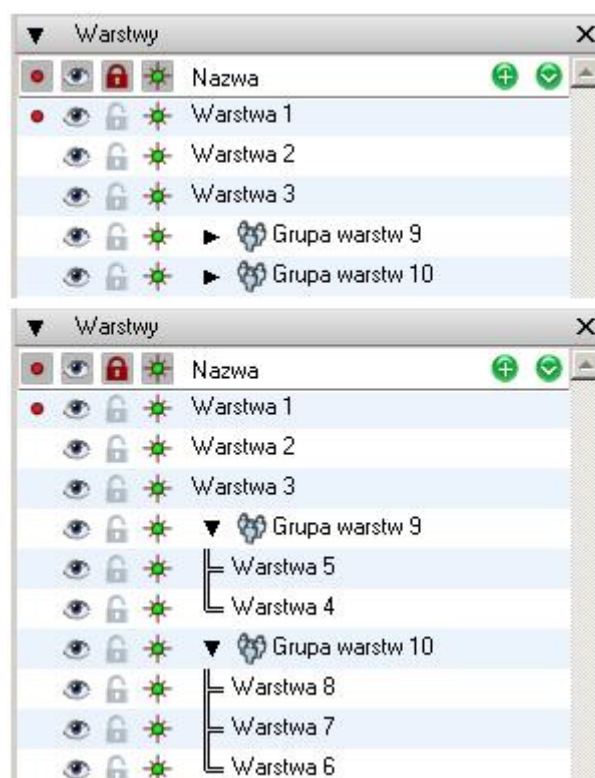 Warstwy
Nazwa
Warstwa 1
Warstwa 2
Warstwa 3
Grupa warstw 9
Grupa warstw 10
Warstwy
Nazwa
Warstwa 1
Warstwa 2
Warstwa 3
Grupa warstw 9
Warstwa 5
Warstwa 4
Grupa warstw 10
Warstwa 8
Warstwa 7
Warstwa 6